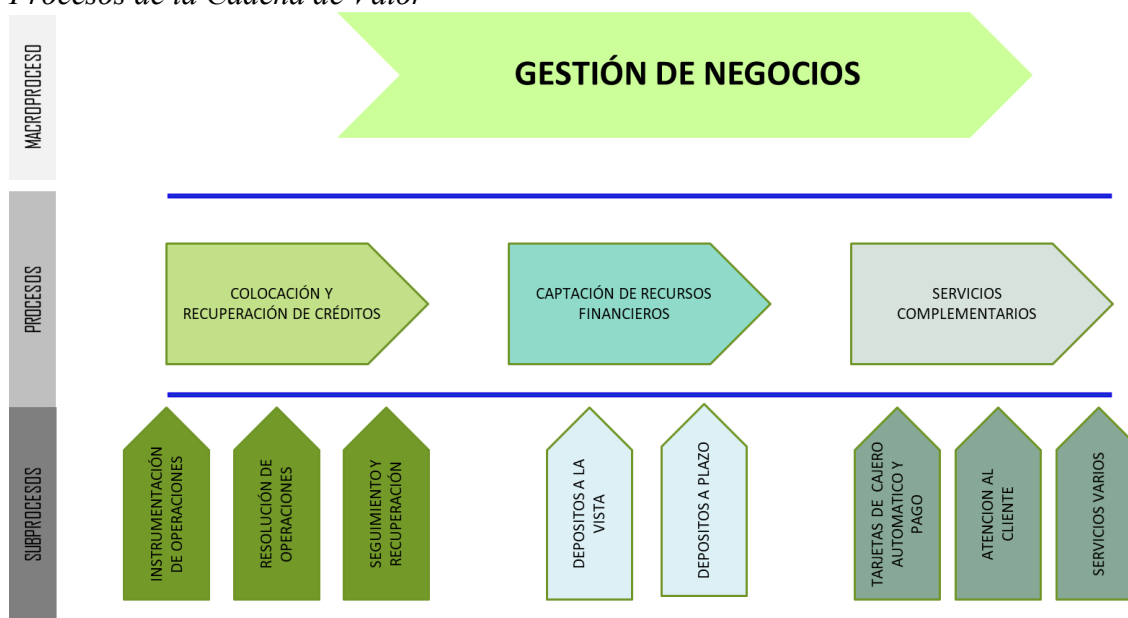 Procesos de la Cadena de Valor
MACROPROCESO
GESTIÓN DE NEGOCIOS
PROCESOS
COLOCACIÓN Y
RECUPERACIÓN DE CRÉDITOS
CAPTACIÓN DE RECURSOS
FINANCIEROS
SERVICIOS
COMPLEMENTARIOS
SUBPROCESOS
INSTRUMENTACIÓN
DE OPERACIONES
RESOLUCIÓN DE
OPERACIONES
SEGUIMIENTO Y
RECUPERACIÓN
DEPOSITOS A LA
VISTA
DEPOSITOS A PLAZO
TARJETAS DE CAJERO
AUTOMATICO Y
PAGO
ATENCION AL
CLIENTE
SERVICIOS VARIOS